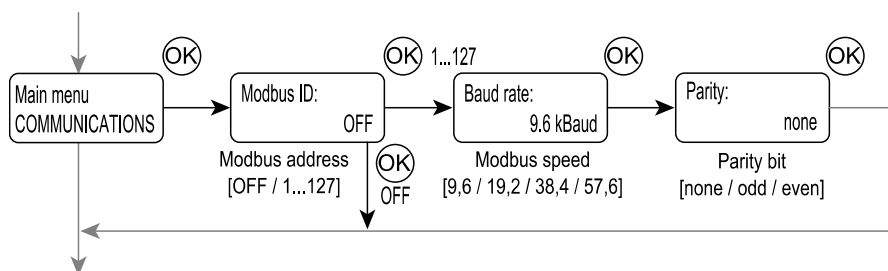 OK
OK 1...127
OK
OK
Main menu
COMMUNICATIONS
Modbus ID:
OFF
Baud rate:
9.6 kBaud
Parity:
none
Modbus address
[OFF / 1...127]
OK
OFF
Modbus speed
[9,6 / 19,2 / 38,4 / 57,6]
Parity bit
[none / odd / even]